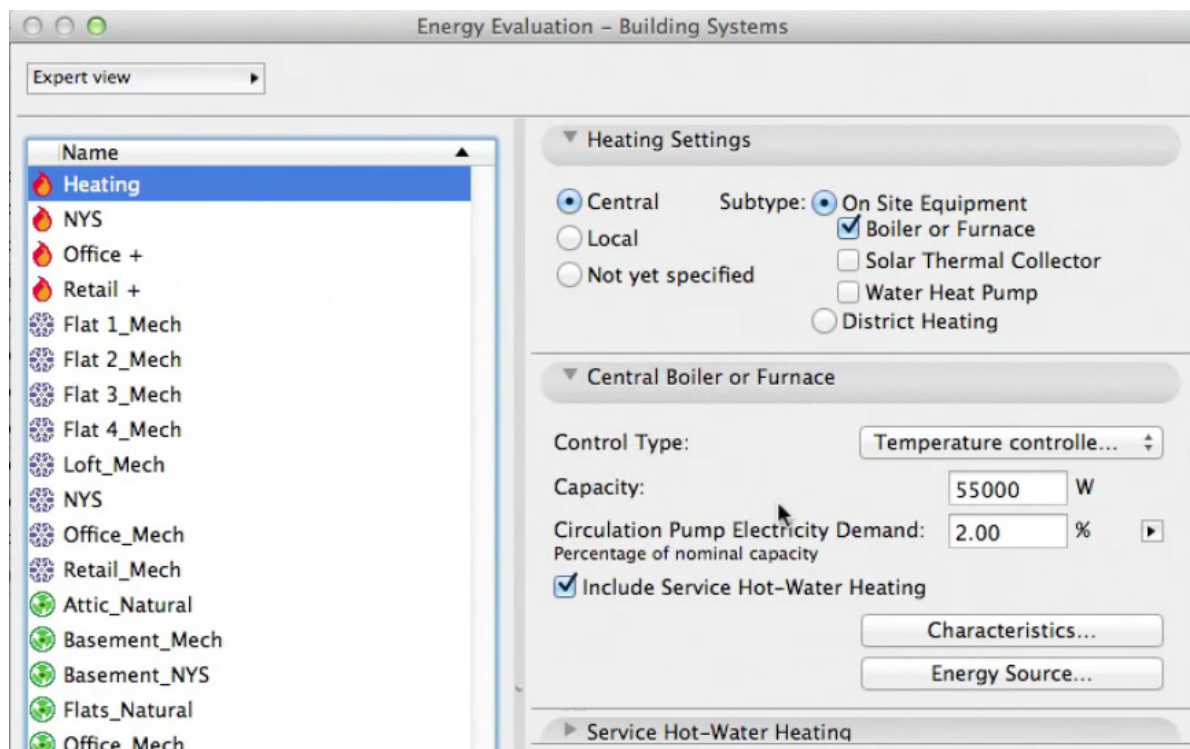 Energy Evaluation – Building Systems
Expert view
Name
Heating
NYS
Office +
Retail +
Flat 1_Mech
Flat 2_Mech
Flat 3_Mech
Flat 4_Mech
Loft_Mech
NYS
Office_Mech
Retail_Mech
Attic_Natural
Basement_Mech
Basement_NYS
Flats_Natural
Office_Mech
Heating Settings
Central Subtype: On Site Equipment
Boiler or Furnace
Local
Solar Thermal Collector
Not yet specified
Water Heat Pump
District Heating
Central Boiler or Furnace
Control Type: Temperature controlle...
Capacity: 55000 W
Circulation Pump Electricity Demand: 2.00 %
Percentage of nominal capacity
Include Service Hot-Water Heating
Characteristics...
Energy Source...
Service Hot-Water Heating